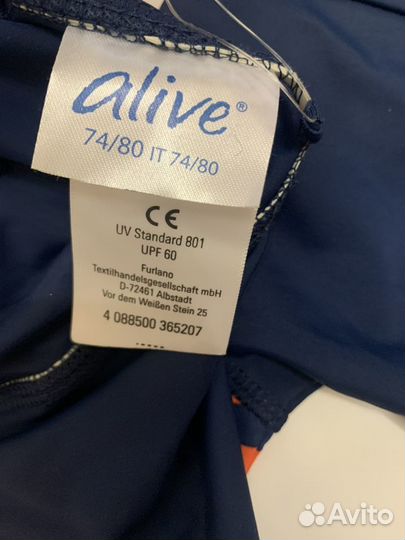 alive®
74/80 IT 74/80
CE
UV Standard 801
UPF 60
Furlano
Textilhandelsgesellschaft mbH
D-72461 Albstadt
Vor dem Weißen Stein 25
4 088500 365207
Avito